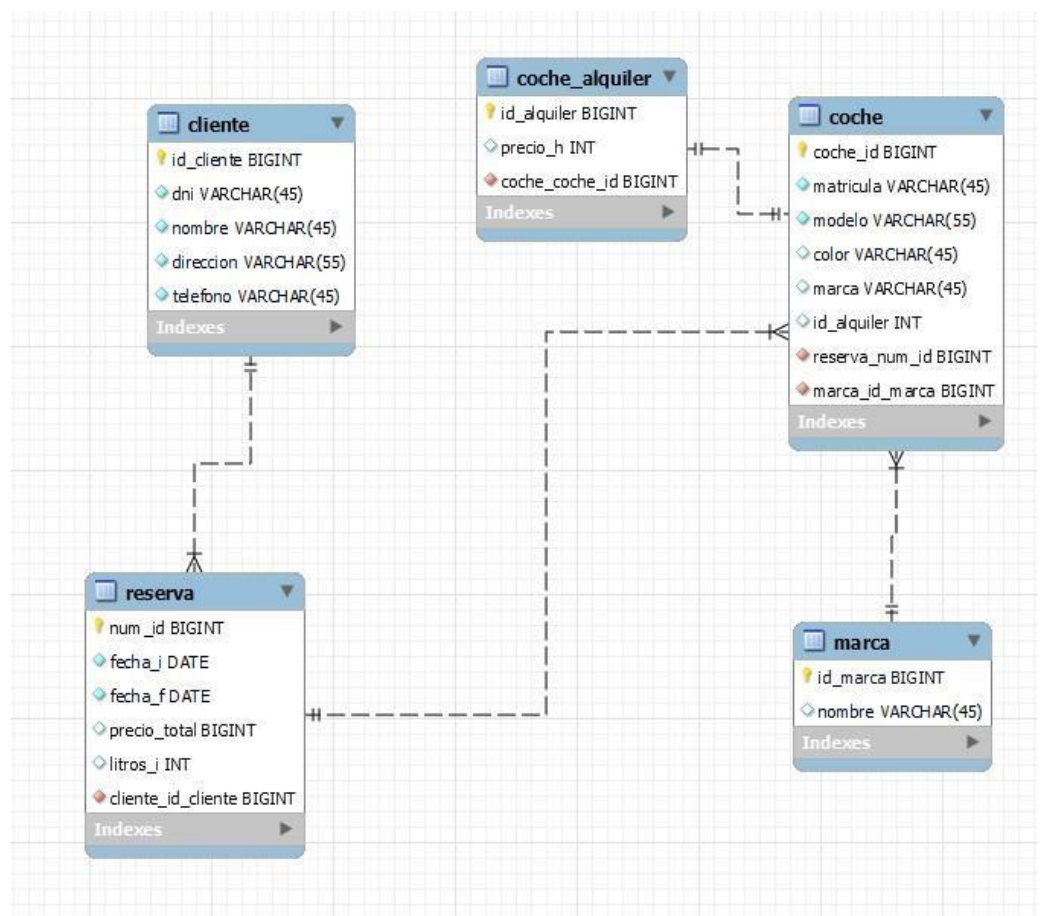 cliente
id_cliente BIGINT
dni VARCHAR(45)
nombre VARCHAR(45)
direccion VARCHAR(55)
telefono VARCHAR(45)
Indexes
coche_alquiler
id_alquiler BIGINT
precio_h INT
coche_coche_id BIGINT
Indexes
coche
coche_id BIGINT
matricula VARCHAR(45)
modelo VARCHAR(55)
color VARCHAR(45)
marca VARCHAR(45)
id_alquiler INT
reserva_num_id BIGINT
marca_id_marca BIGINT
Indexes
reserva
num_id BIGINT
fecha_i DATE
fecha_f DATE
precio_total BIGINT
litros_i INT
cliente_id_cliente BIGINT
Indexes
marca
id_marca BIGINT
nombre VARCHAR(45)
Indexes